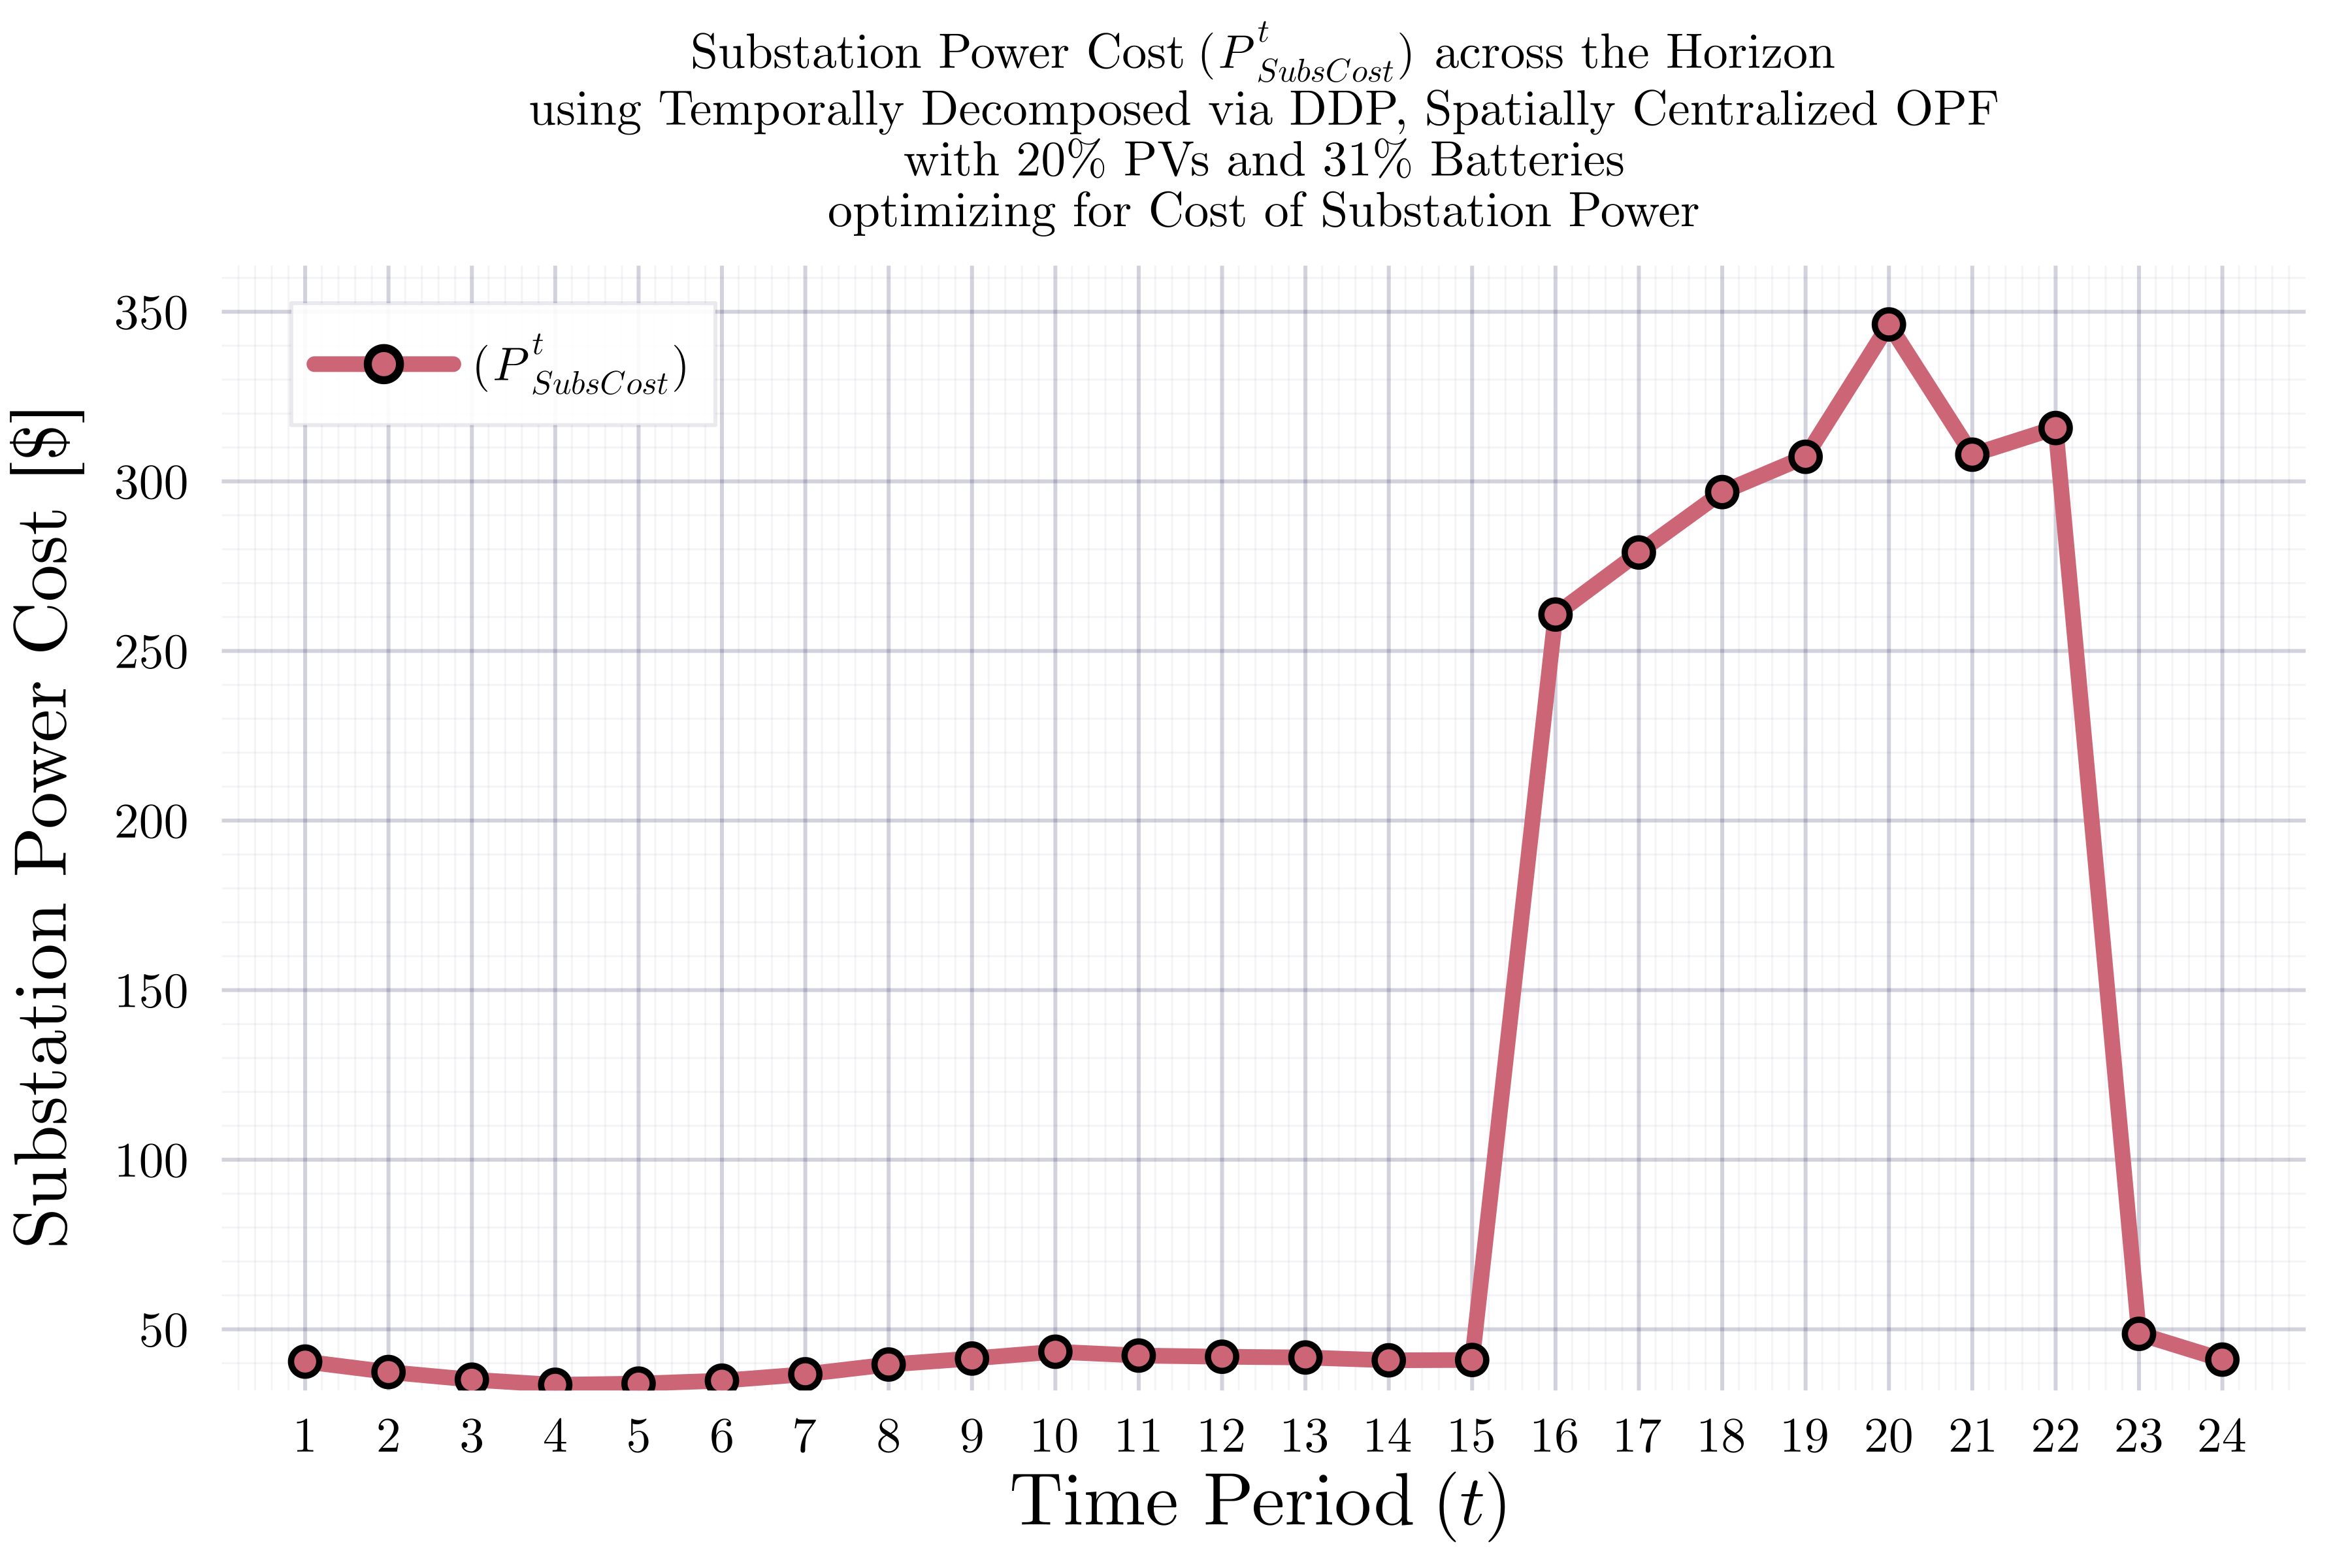 Substation Power Cost (P^t_SubsCost) across the Horizon
using Temporally Decomposed via DDP, Spatially Centralized OPF
with 20% PVs and 31% Batteries
optimizing for Cost of Substation Power
(P^t_SubsCost)
Substation Power Cost [$]
350
300
250
200
150
100
50
1 2 3 4 5 6 7 8 9 10 11 12 13 14 15 16 17 18 19 20 21 22 23 24
Time Period (t)